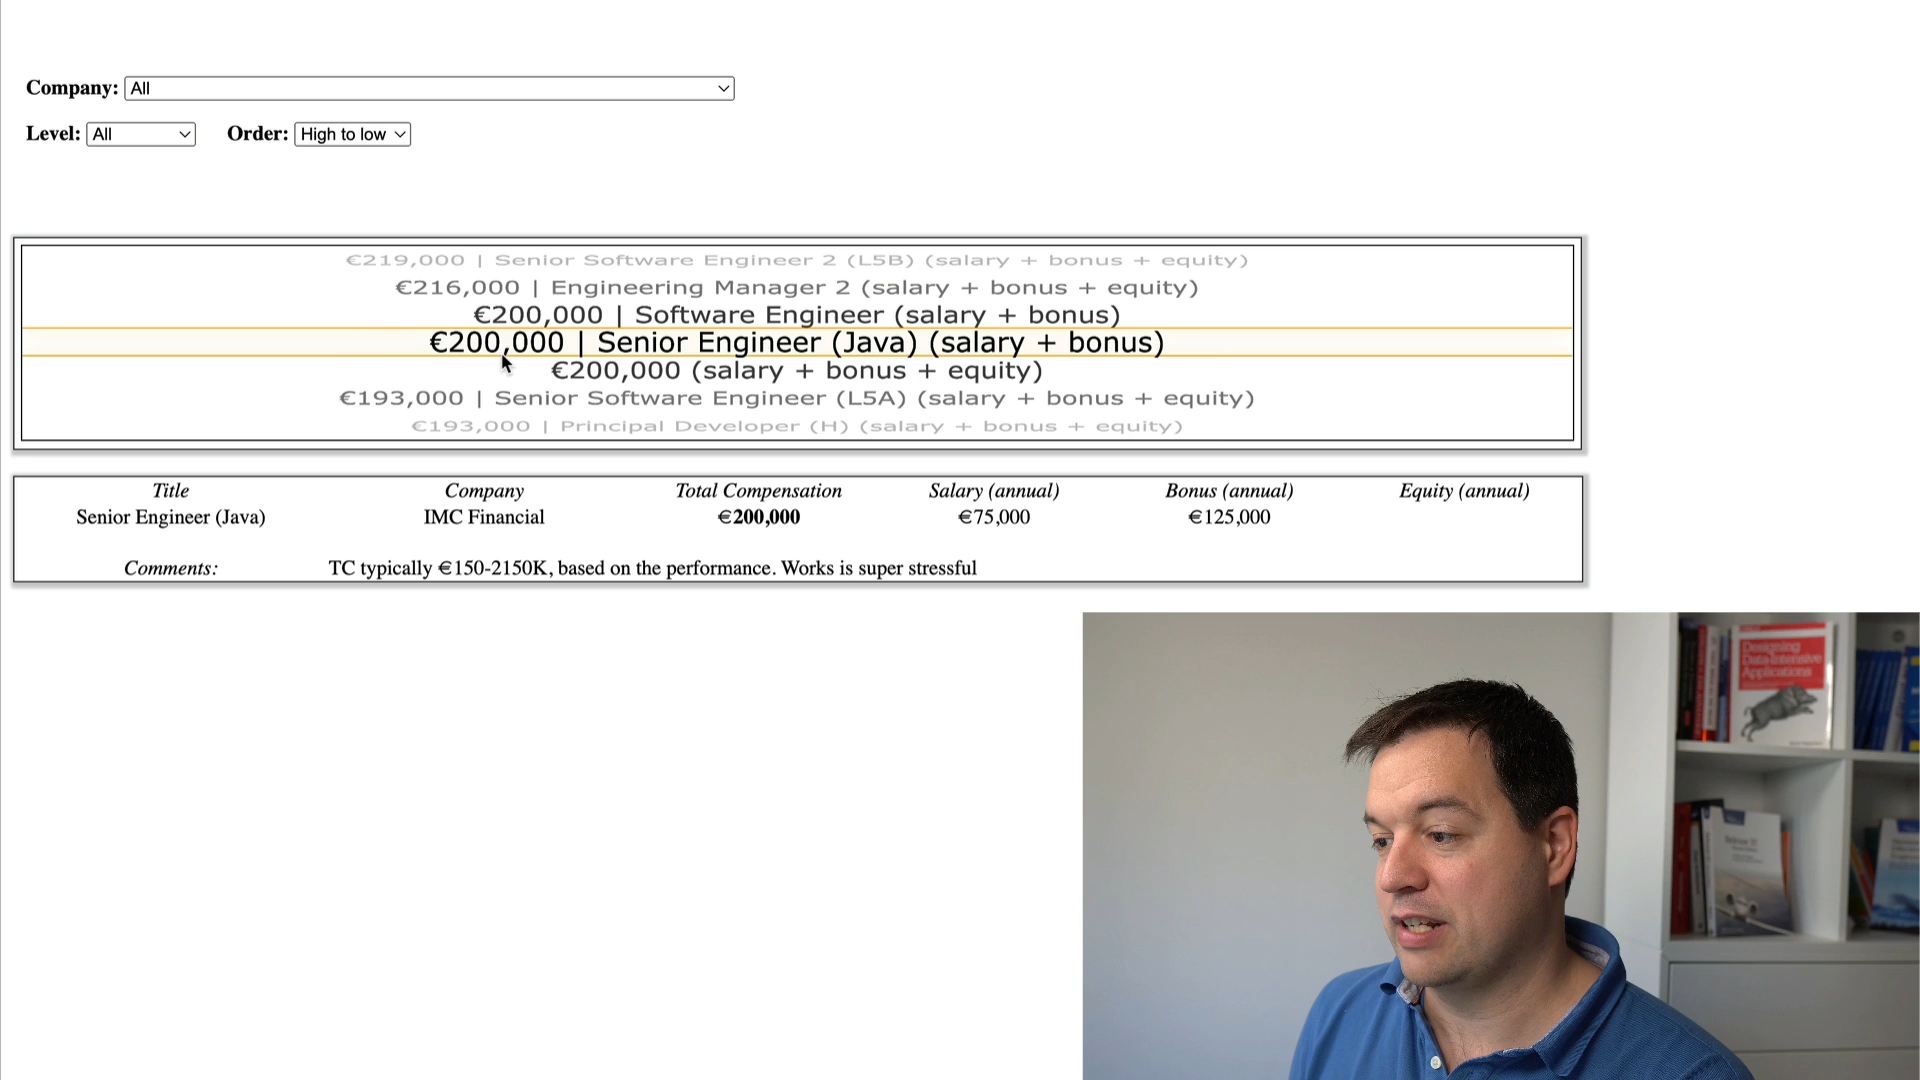 Company: All
Level: All Order: High to low
€219,000 | Senior Software Engineer 2 (L5B) (salary + bonus + equity)
€216,000 | Engineering Manager 2 (salary + bonus + equity)
€200,000 | Software Engineer (salary + bonus)
€200,000 | Senior Engineer (Java) (salary + bonus)
€200,000 (salary + bonus + equity)
€193,000 | Senior Software Engineer (L5A) (salary + bonus + equity)
€193,000 | Principal Developer (H) (salary + bonus + equity)
Title Company Total Compensation Salary (annual) Bonus (annual) Equity (annual)
Senior Engineer (Java) IMC Financial €200,000 €75,000 €125,000
Comments: TC typically €150-2150K, based on the performance. Works is super stressful
Designing
Data-Intensive
Applications